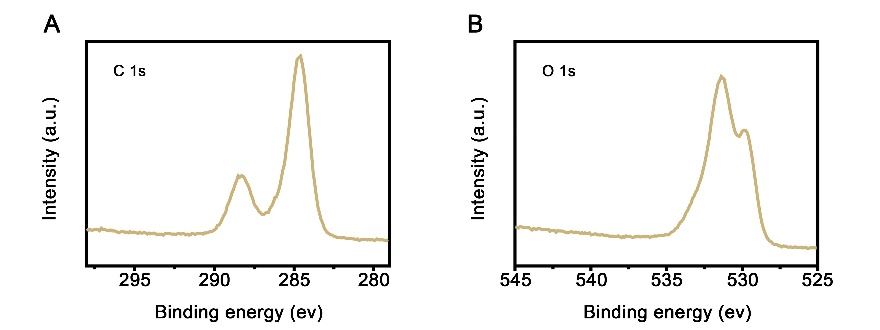 A
C 1s
Intensity (a.u.)
295 290 285 280
Binding energy (ev)
B
O 1s
Intensity (a.u.)
545 540 535 530 525
Binding energy (ev)